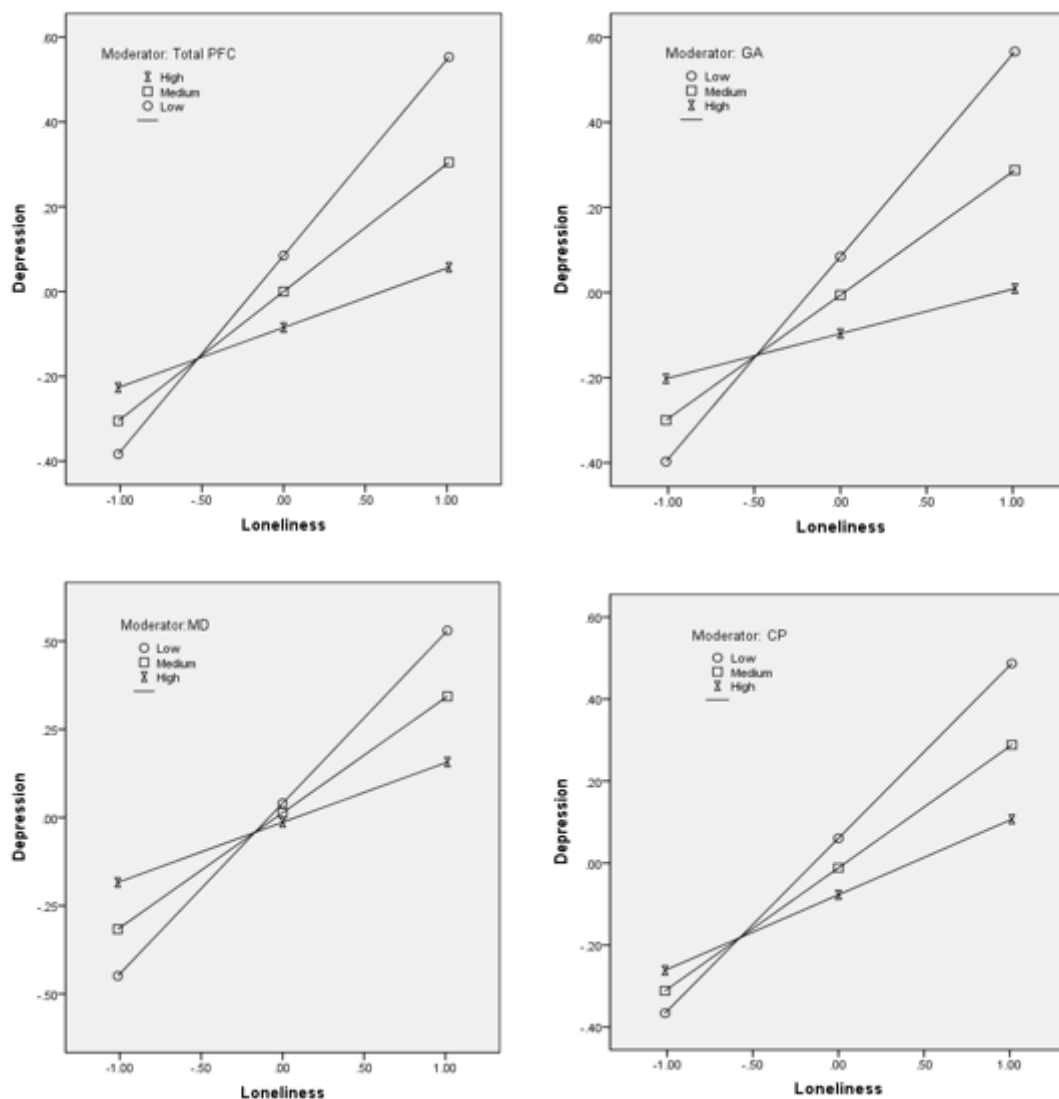 Moderator: Total PFC
High
Medium
Low
.60
.40
.20
.00
-.20
-.40
Depression
-1.00 -.50 .00 .50 1.00
Loneliness
Moderator: GA
Low
Medium
High
.60
.40
.20
.00
-.20
-.40
Depression
-1.00 -.50 .00 .50 1.00
Loneliness
Moderator:MD
Low
Medium
High
.50
.25
.00
-.25
-.50
Depression
-1.00 -.50 .00 .50 1.00
Loneliness
Moderator: CP
Low
Medium
High
.60
.40
.20
.00
-.20
-.40
Depression
-1.00 -.50 .00 .50 1.00
Loneliness